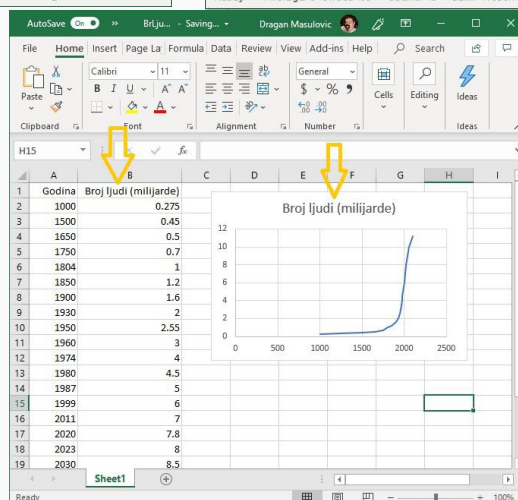 AutoSave On » BrLju... - Saving... Dragan Masulovic
File Home Insert Page La Formula Data Review View Add-ins Help Search
Paste Calibri 11 General Cells Editing Ideas
B I U A A $ % 9
A
Clipboard Font Alignment Number Ideas
H15 fx
A B C D E F G H I
1 Godina Broj ljudi (milijarde)
2 1000 0.275
3 1500 0.45
4 1650 0.5
5 1750 0.7
6 1804 1
7 1850 1.2
8 1900 1.6
9 1930 2
10 1950 2.55
11 1960 3
12 1974 4
13 1980 4.5
14 1987 5
15 1999 6
16 2011 7
17 2020 7.8
18 2023 8
19 2030 8.5
Broj ljudi (milijarde)
12
10
8
6
4
2
0
0 500 1000 1500 2000 2500
Sheet1
Ready 100%